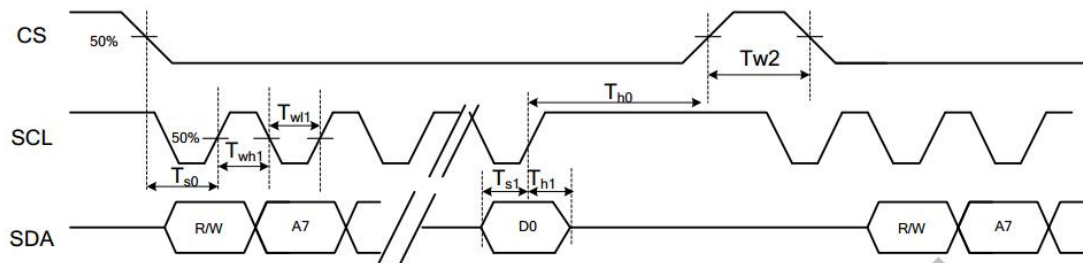 CS
50%
Tw2
Th0
SCL
50%
Twl1
Twh1
Ts0
Ts1 Th1
SDA
R/W A7 D0 R/W A7